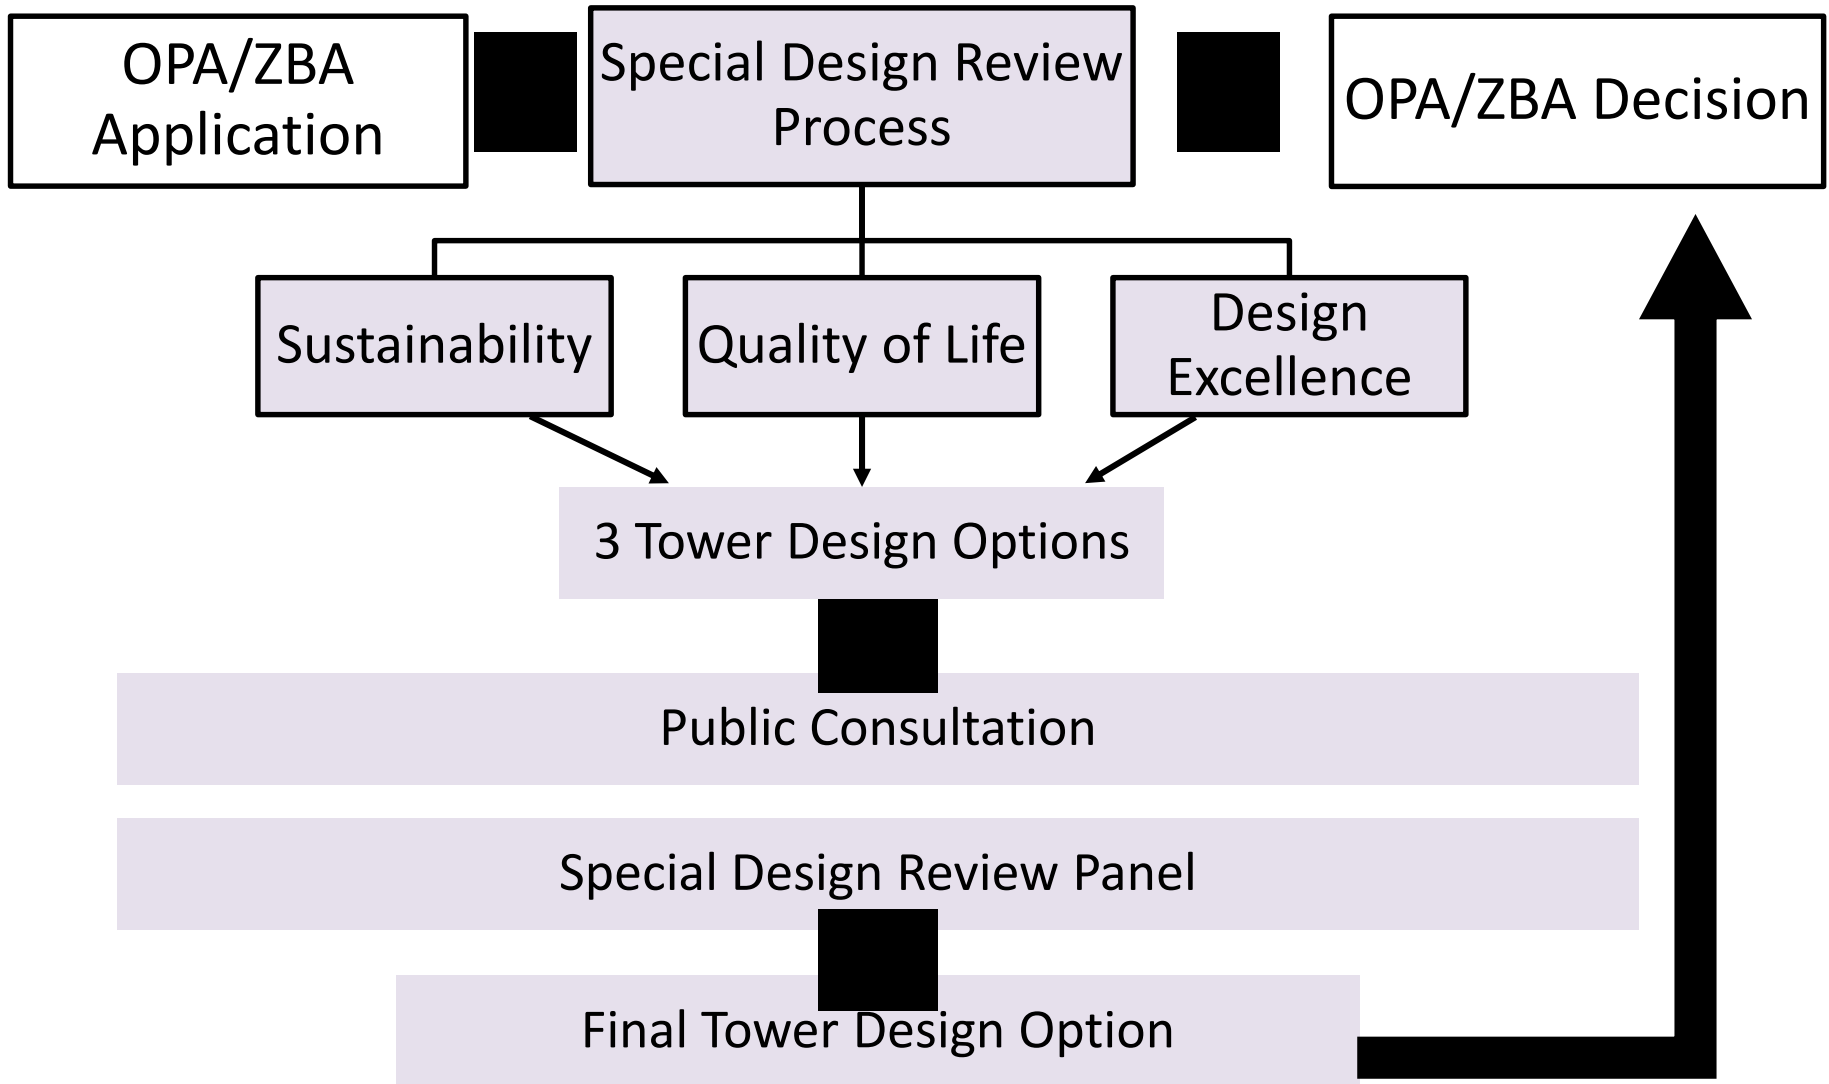 OPA/ZBA
Application
Special Design Review
Process
OPA/ZBA Decision
Sustainability
Quality of Life
Design
Excellence
3 Tower Design Options
Public Consultation
Special Design Review Panel
Final Tower Design Option